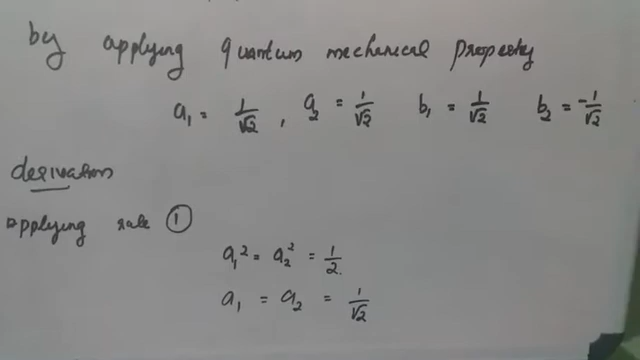 by applying quantum mechanical property
a₁ = 1/√2, a₂ = 1/√2 b₁ = 1/√2 b₂ = -1/√2
derivation
applying rule ①
a₁² = a₂² = 1/2.
a₁ = a₂ = 1/√2